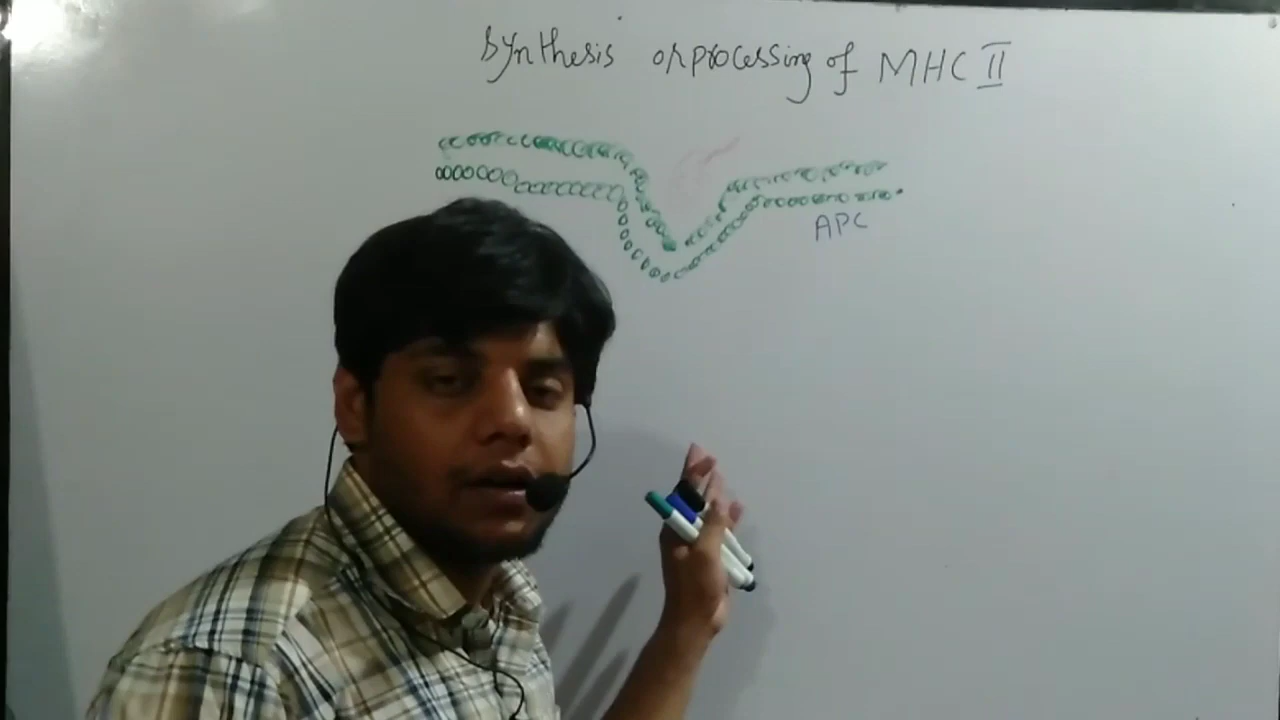 Synthesis or processing of MHC II
APC